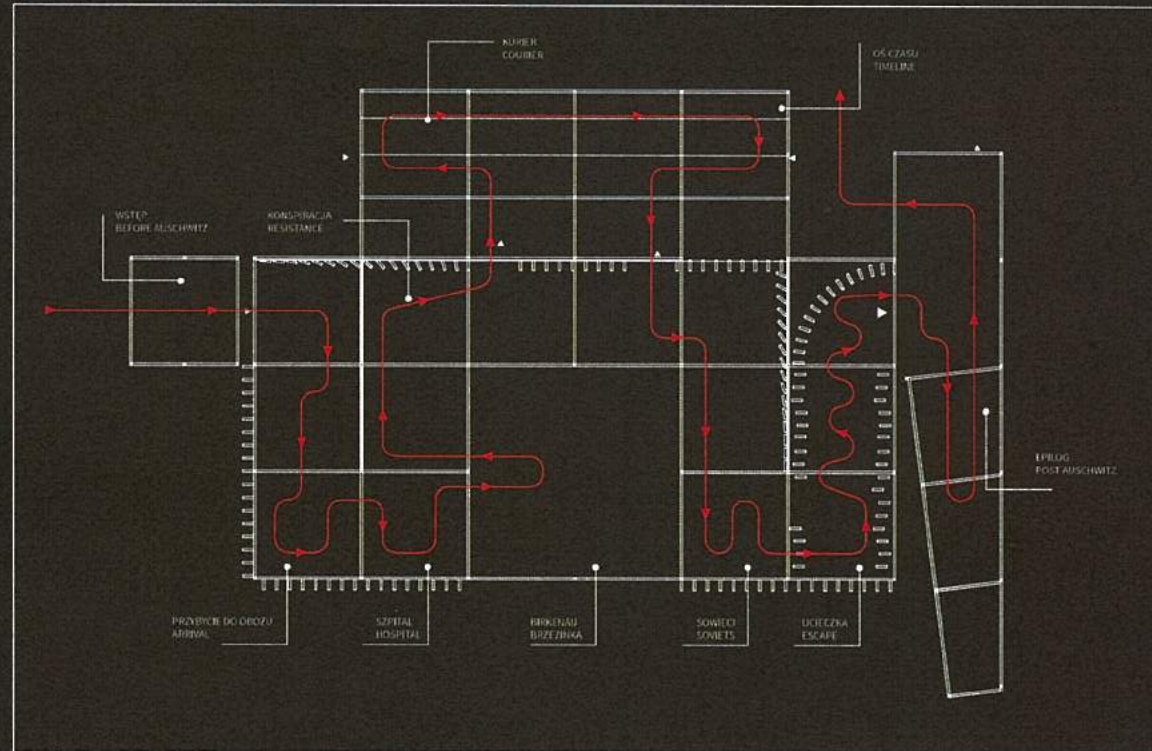 KURIER
COURIER
OŚ CZASU
TIMELINE
WSTĘP
BEFORE AUSCHWITZ
KONSPIRACJA
RESISTANCE
EPILOG
POST AUSCHWITZ
PRZYBYCIE DO OBOZU
ARRIVAL
SZPITAL
HOSPITAL
BIRKENAU
BRZEZINKA
SOWIECI
SOVIETS
UCIECZKA
ESCAPE